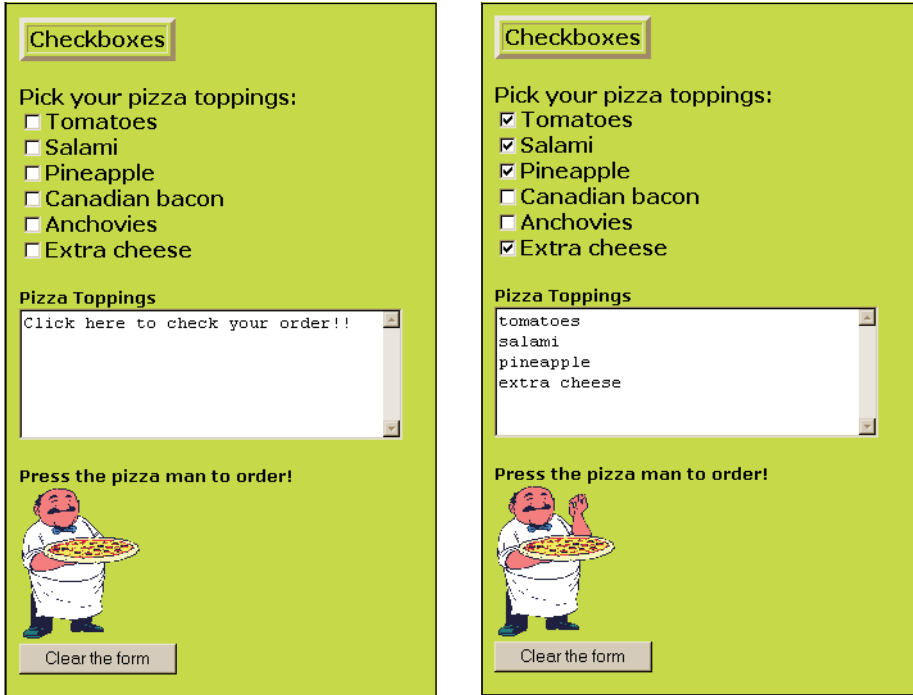 Checkboxes
Pick your pizza toppings:
Tomatoes
Salami
Pineapple
Canadian bacon
Anchovies
Extra cheese
Pizza Toppings
Click here to check your order!!
Press the pizza man to order!
Clear the form
Checkboxes
Pick your pizza toppings:
Tomatoes
Salami
Pineapple
Canadian bacon
Anchovies
Extra cheese
Pizza Toppings
tomatoes
salami
pineapple
extra cheese
Press the pizza man to order!
Clear the form